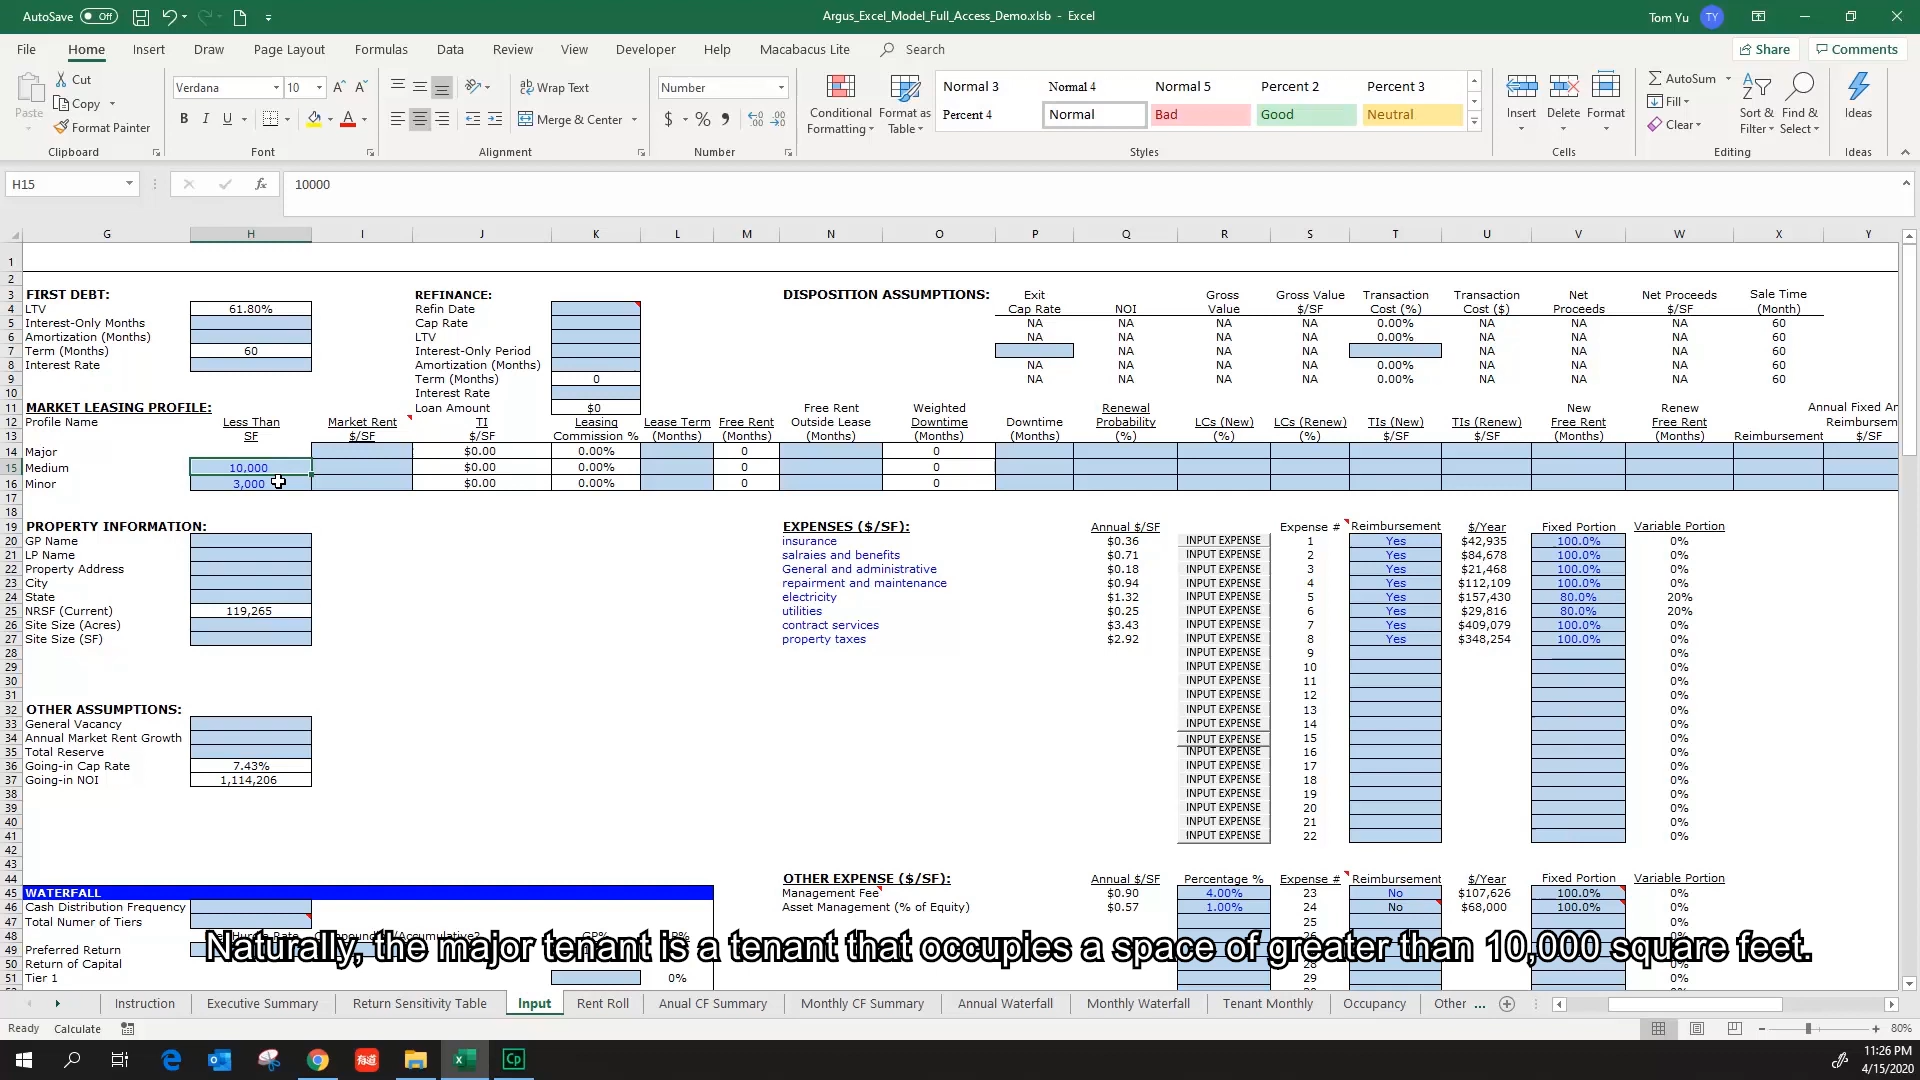 AutoSave Off
Argus_Excel_Model_Full_Access_Demo.xlsb - Excel
Tom Yu TY
File Home Insert Draw Page Layout Formulas Data Review View Developer Help Macabacus Lite Search Share Comments
Paste Cut Copy Format Painter
Verdana 10
B I U
Wrap Text
Merge & Center
Number
$ % 9
Conditional Formatting
Format as Table
Normal 3 Normal 4 Normal 5 Percent 2 Percent 3
Percent 4 Normal Bad Good Neutral
Insert Delete Format
AutoSum Fill Clear
Sort & Filter
Find & Select
Ideas
Clipboard Font Alignment Number Styles Cells Editing Ideas
H15 fx 10000
G H I J K L M N O P Q R S T U V W X Y
1
2
3 FIRST DEBT: REFINANCE: DISPOSITION ASSUMPTIONS: Exit Gross Gross Value Transaction Transaction Net Net Proceeds Sale Time
4 LTV 61.80% Refin Date Cap Rate NOI Value $/SF Cost (%) Cost ($) Proceeds $/SF (Month)
5 Interest-Only Months Cap Rate NA NA NA NA 0.00% NA NA NA 60
6 Amortization (Months) LTV NA NA NA NA 0.00% NA NA NA 60
7 Term (Months) 60 Interest-Only Period NA NA NA NA NA NA 60
8 Interest Rate Amortization (Months) NA NA NA NA 0.00% NA NA NA 60
9 Term (Months) 0 NA NA NA NA 0.00% NA NA NA 60
10 Interest Rate
11 MARKET LEASING PROFILE: Loan Amount $0 Free Rent Weighted Renewal New Renew Annual Fixed An
12 Profile Name Less Than Market Rent TI Leasing Lease Term Free Rent Outside Lease Downtime Downtime Probability LCs (New) LCs (Renew) TIs (New) TIs (Renew) Free Rent Free Rent Reimbursem
13 SF $/SF $/SF Commission % (Months) (Months) (Months) (Months) (Months) (%) (%) (%) $/SF $/SF (Months) (Months) Reimbursement $/SF
14 Major $0.00 0.00% 0 0
15 Medium 10,000 $0.00 0.00% 0 0
16 Minor 3,000 $0.00 0.00% 0 0
17
18
19 PROPERTY INFORMATION: EXPENSES ($/SF): Annual $/SF Expense # Reimbursement $/Year Fixed Portion Variable Portion
20 GP Name insurance $0.36 INPUT EXPENSE 1 Yes $42,935 100.0% 0%
21 LP Name salraies and benefits $0.71 INPUT EXPENSE 2 Yes $84,678 100.0% 0%
22 Property Address General and administrative $0.18 INPUT EXPENSE 3 Yes $21,468 100.0% 0%
23 City repairment and maintenance $0.94 INPUT EXPENSE 4 Yes $112,109 100.0% 0%
24 State electricity $1.32 INPUT EXPENSE 5 Yes $157,430 80.0% 20%
25 NRSF (Current) 119,265 utilities $0.25 INPUT EXPENSE 6 Yes $29,816 80.0% 20%
26 Site Size (Acres) contract services $3.43 INPUT EXPENSE 7 Yes $409,079 100.0% 0%
27 Site Size (SF) property taxes $2.92 INPUT EXPENSE 8 Yes $348,254 100.0% 0%
28 INPUT EXPENSE 9 0%
29 INPUT EXPENSE 10 0%
30 INPUT EXPENSE 11 0%
31 INPUT EXPENSE 12 0%
32 OTHER ASSUMPTIONS: INPUT EXPENSE 13 0%
33 General Vacancy INPUT EXPENSE 14 0%
34 Annual Market Rent Growth INPUT EXPENSE 15 0%
35 Total Reserve INPUT EXPENSE 16 0%
36 Going-in Cap Rate 7.43% INPUT EXPENSE 17 0%
37 Going-in NOI 1,114,206 INPUT EXPENSE 18 0%
38 INPUT EXPENSE 19 0%
39 INPUT EXPENSE 20 0%
40 INPUT EXPENSE 21 0%
41 INPUT EXPENSE 22 0%
42
43
44 OTHER EXPENSE ($/SF): Annual $/SF Percentage % Expense # Reimbursement $/Year Fixed Portion Variable Portion
45 WATERFALL Management Fee $0.90 4.00% 23 No $107,626 100.0% 0%
46 Cash Distribution Frequency Asset Management (% of Equity) $0.57 1.00% 24 No $68,000 100.0% 0%
47 Total Numer of Tiers 25 0%
48
49 Preferred Return
50 Return of Capital 28 0%
51 Tier 1 0% 29 0%
Naturally, the major tenant is a tenant that occupies a space of greater than 10,000 square feet.
Instruction Executive Summary Return Sensitivity Table Input Rent Roll Anual CF Summary Monthly CF Summary Annual Waterfall Monthly Waterfall Tenant Monthly Occupancy Other ...
Ready Calculate 80%
11:26 PM
4/15/2020